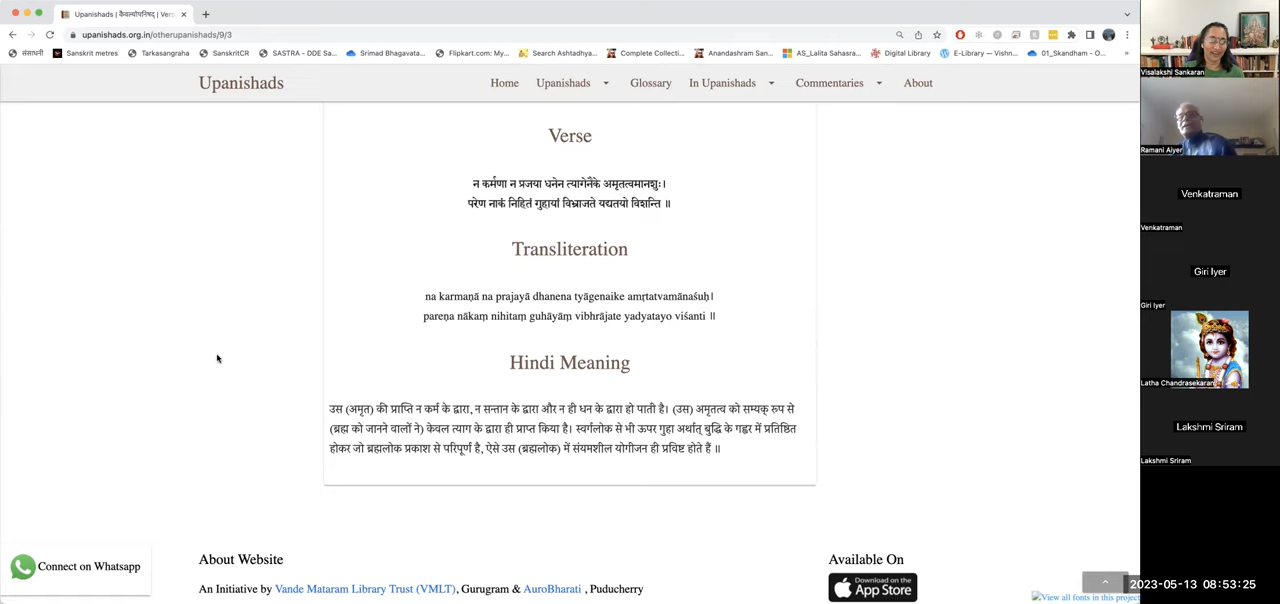 Upanishads | कैवल्योपनिषद् | Vers
upanishads.org.in/otherupanishads/9/3
संसाधनी
Sanskrit metres
Tarkasangraha
SanskritCR
SASTRA - DDE Sa...
Srimad Bhagavata...
Flipkart.com: My...
Search Ashtadhya...
Complete Collecti...
Anandashram San...
AS_Lalita Sahasra...
Digital Library
E-Library – Vishn...
01_Skandham - O...
Upanishads
Home
Upanishads
Glossary
In Upanishads
Commentaries
About
Verse
न कर्मणा न प्रजया धनेन त्यागेनैके अमृतत्वमानशुः।
परेण नाकं निहितं गुहायां विभ्राजते यद्यतयो विशन्ति ॥
Transliteration
na karmaṇā na prajayā dhanena tyāgenaike amṛtatvamānaśuḥ।
pareṇa nākaṃ nihitaṃ guhāyāṃ vibhrājate yadyatayo viśanti ॥
Hindi Meaning
उस (अमृत) की प्राप्ति न कर्म के द्वारा, न सन्तान के द्वारा और न ही धन के द्वारा हो पाती है। (उस) अमृतत्व को सम्यक् रूप से
(ब्रह्म को जानने वालों ने) केवल त्याग के द्वारा ही प्राप्त किया है। स्वर्गलोक से भी ऊपर गुहा अर्थात् बुद्धि के गह्वर में प्रतिष्ठित
होकर जो ब्रह्मलोक प्रकाश से परिपूर्ण है, ऐसे उस (ब्रह्मलोक) में संयमशील योगीजन ही प्रविष्ट होते हैं ॥
Connect on Whatsapp
About Website
An Initiative by Vande Mataram Library Trust (VMLT), Gurugram & AuroBharati , Puducherry
Available On
Download on the
App Store
View all fonts in this project
Visalakshi Sankaran
Ramani Aiyer
Venkatraman
Venkatraman
Giri Iyer
Giri Iyer
Latha Chandrasekaran
Lakshmi Sriram
Lakshmi Sriram
2023-05-13 08:53:25